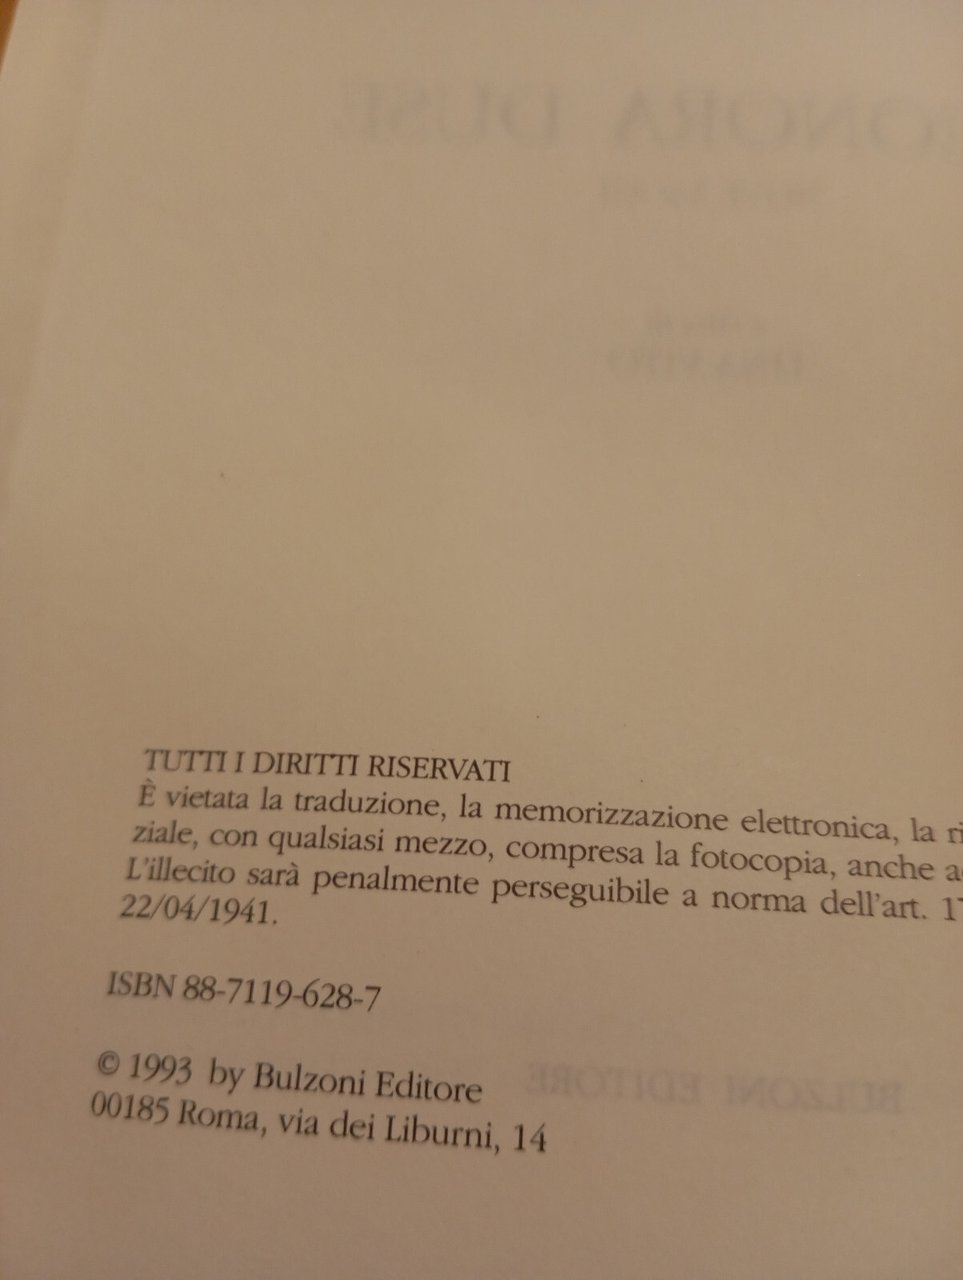 TUTTI I DIRITTI RISERVATI
È vietata la traduzione, la memorizzazione elettronica, la ri
ziale, con qualsiasi mezzo, compresa la fotocopia, anche a
L'illecito sarà penalmente perseguibile a norma dell'art. 17
22/04/1941.
ISBN 88-7119-628-7
© 1993 by Bulzoni Editore
00185 Roma, via dei Liburni, 14